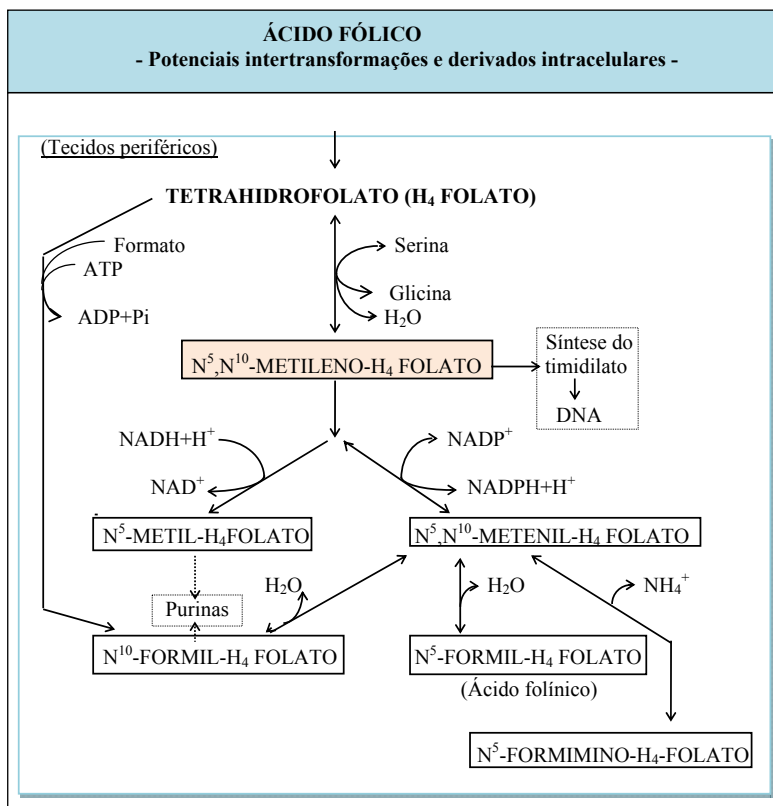 ÁCIDO FÓLICO
- Potenciais intertransformações e derivados intracelulares -
(Tecidos periféricos)
TETRAHIDROFOLATO (H₄ FOLATO)
Formato
ATP
ADP+Pi
Serina
Glicina
H₂O
N⁵,N¹⁰-METILENO-H₄ FOLATO
Síntese do
timidilato
DNA
NADH+H⁺
NAD⁺
NADP⁺
NADPH+H⁺
N⁵-METIL-H₄FOLATO
N⁵,N¹⁰-METENIL-H₄ FOLATO
Purinas
H₂O
H₂O
NH₄⁺
N¹⁰-FORMIL-H₄ FOLATO
N⁵-FORMIL-H₄ FOLATO
(Ácido folínico)
N⁵-FORMIMINO-H₄-FOLATO